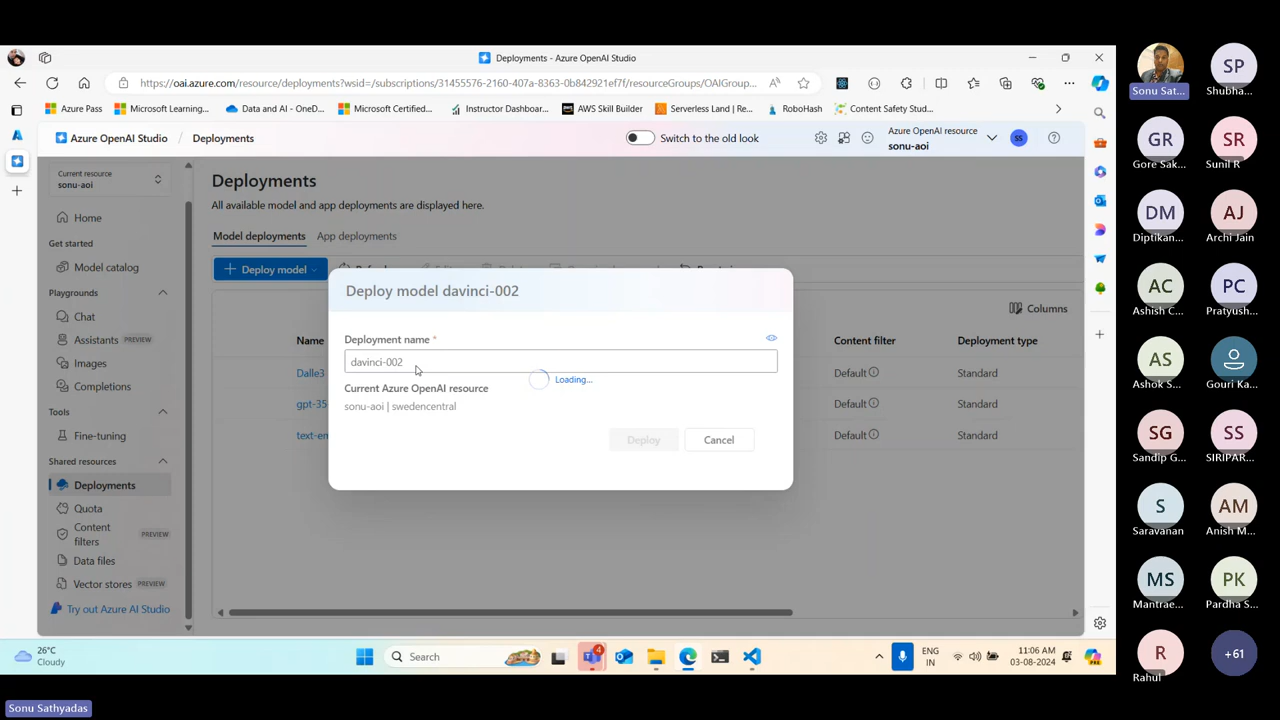 Deployments - Azure OpenAI Studio
https://oai.azure.com/resource/deployments?wsid=/subscriptions/31455576-2160-407a-8363-0b842921ef7f/resourceGroups/OAIGroup...
Azure Pass
Microsoft Learning...
Data and AI - OneD...
Microsoft Certified...
Instructor Dashboar...
AWS Skill Builder
Serverless Land | Re...
RoboHash
Content Safety Stud...
Azure OpenAI Studio / Deployments
Switch to the old look
Azure OpenAI resource
sonu-aoi
SS
Current resource
sonu-aoi
Home
Get started
Model catalog
Playgrounds
Chat
Assistants PREVIEW
Images
Completions
Tools
Fine-tuning
Shared resources
Deployments
Quota
Content filters PREVIEW
Data files
Vector stores PREVIEW
Try out Azure AI Studio
Deployments
All available model and app deployments are displayed here.
Model deployments
App deployments
Deploy model
Columns
Name
Content filter
Deployment type
Dalle3
Default
Standard
gpt-35
Default
Standard
text-em
Default
Standard
Deploy model davinci-002
Deployment name *
davinci-002
Loading...
Current Azure OpenAI resource
sonu-aoi | swedencentral
Deploy
Cancel
26°C
Cloudy
Search
4
ENG
IN
11:06 AM
03-08-2024
Sonu Sat...
SP
Shubha...
GR
Gore Sak...
SR
Sunil R
DM
Diptikan...
AJ
Archi Jain
AC
Ashish C...
PC
Pratyush...
AS
Ashok S...
Gouri Ka...
SG
Sandip G...
SS
SIRIPAR...
S
Saravanan
AM
Anish M...
MS
Mantrae...
PK
Pardha S...
R
Rahul
+61
Sonu Sathyadas